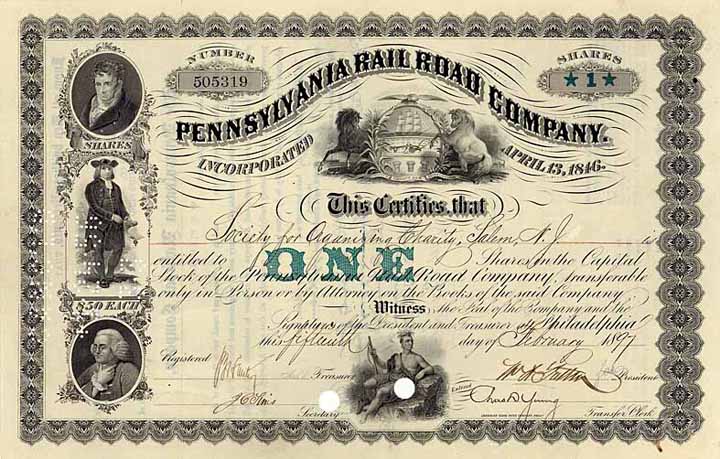 NUMBER
505319
SHARES
★ 1 ★
PENNSYLVANIA RAIL ROAD COMPANY.
INCORPORATED
APRIL 13, 1846.
SHARES
$50 EACH
This Certifies, that
Society for Organizing Charity, Salem, N. J. is
entitled to ONE Shares in the Capital
Stock of the Pennsylvania Rail Road Company, transferable
only in Person or by Attorney on the Books of the said Company
Witness, the Seal of the Company and the
Signatures of the President and Treasurer at Philadelphia
this fifteenth day of February 1897
Registered
Treasurer
President
Secretary
Entered
Chas D Young
Transfer Clerk